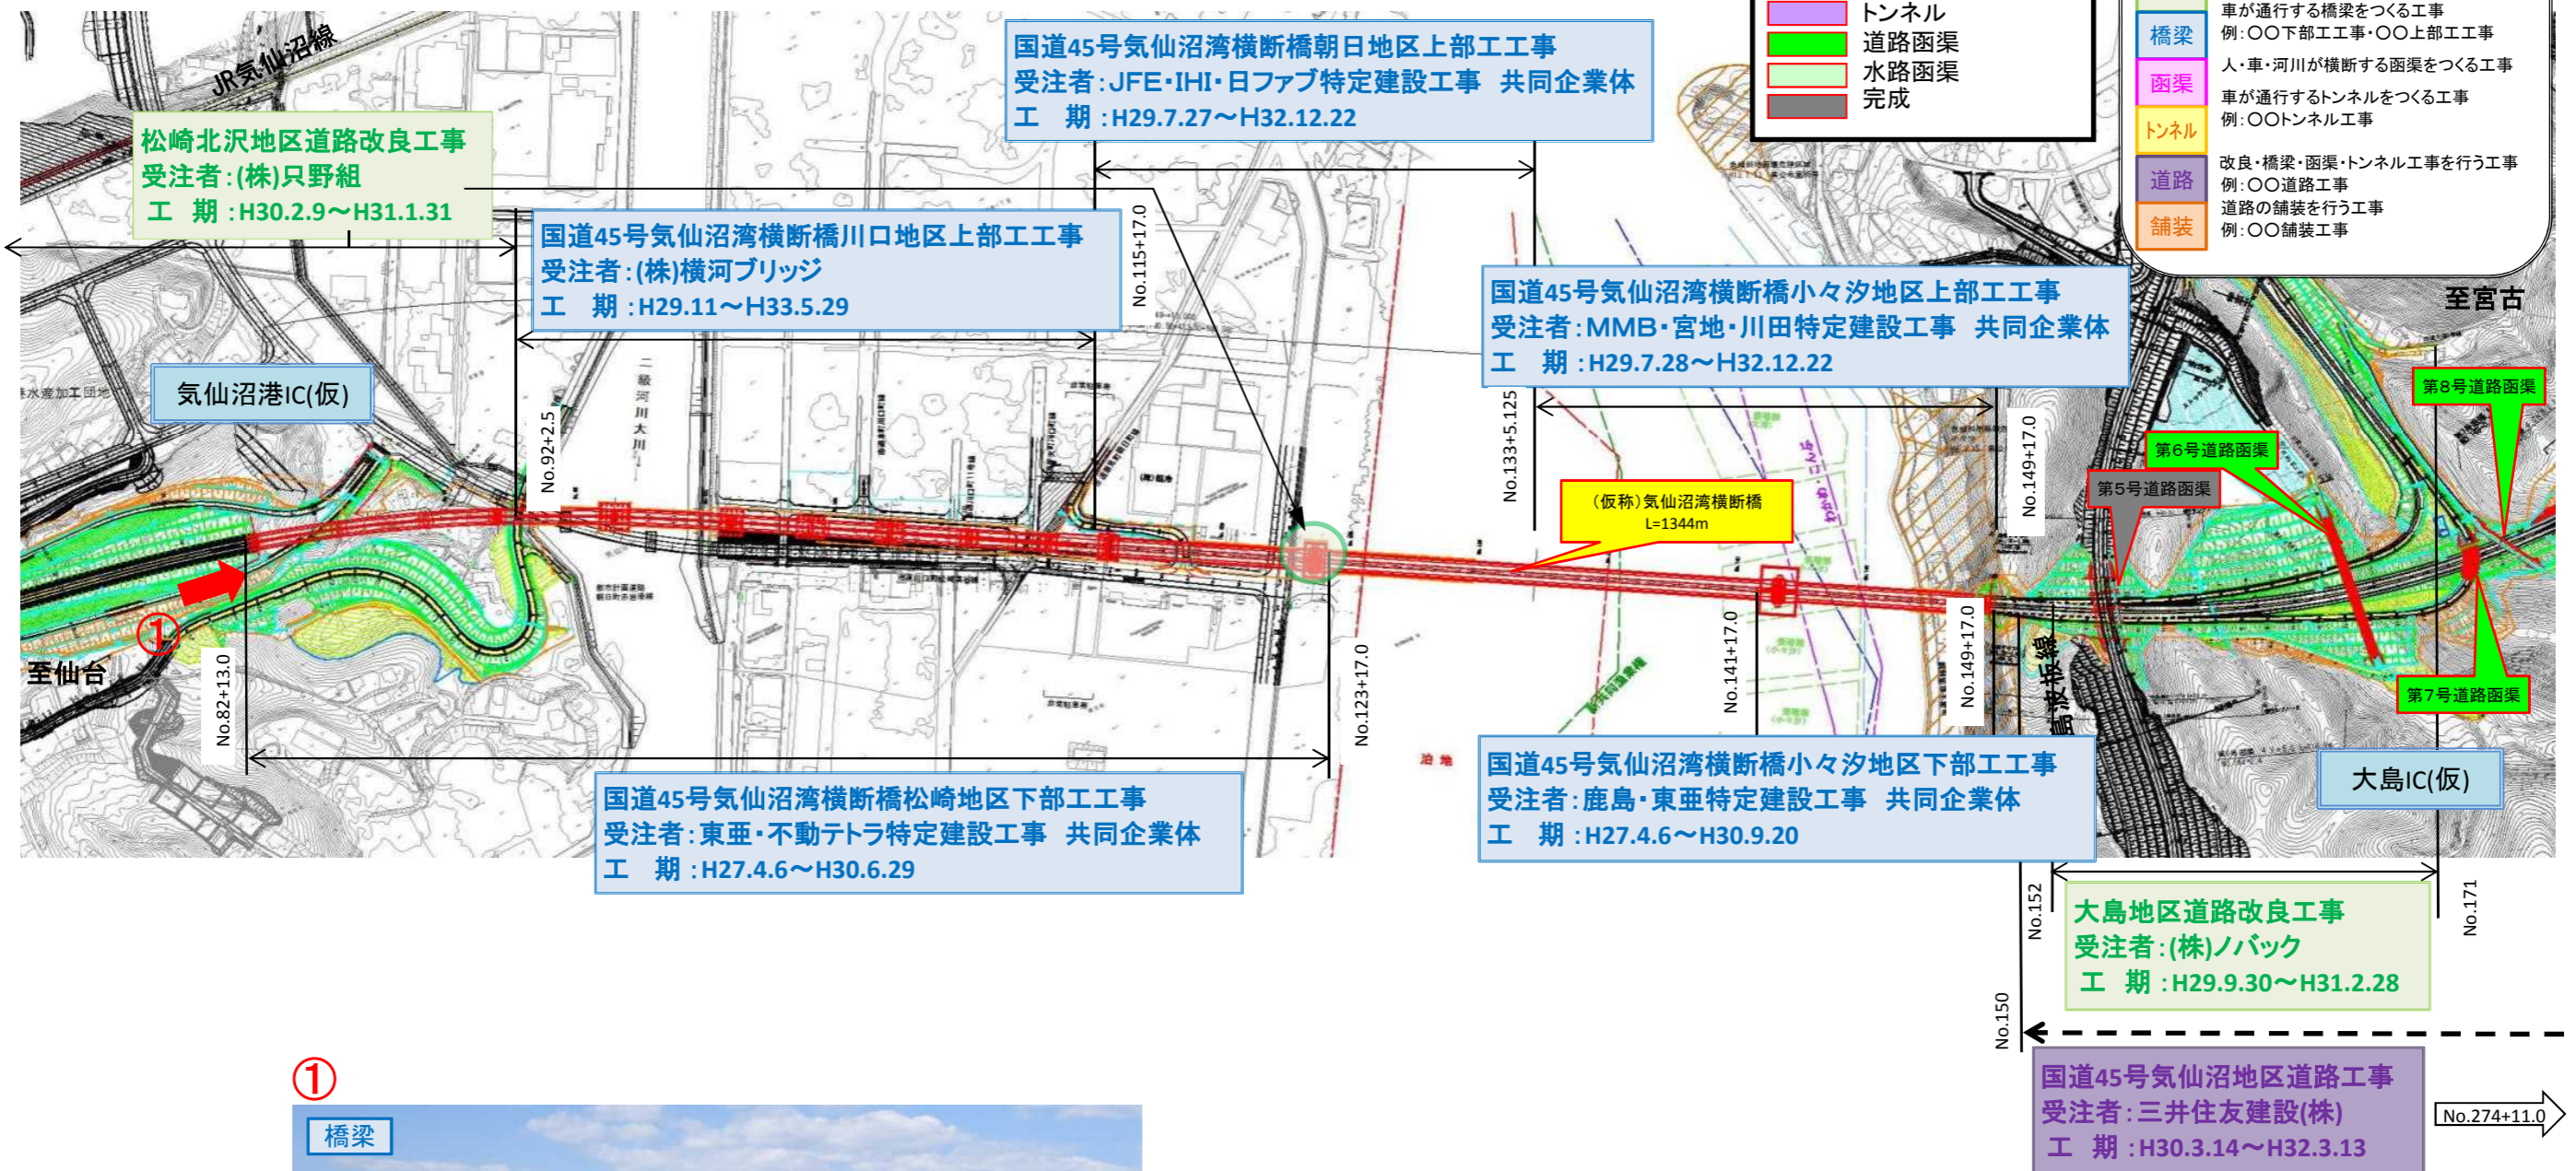 JR気仙沼線
松崎北沢地区道路改良工事
受注者:(株)只野組
工 期:H30.2.9～H31.1.31
国道45号気仙沼湾横断橋朝日地区上部工工事
受注者:JFE・IHI・日ファブ特定建設工事 共同企業体
工 期:H29.7.27～H32.12.22
トンネル
道路函渠
水路函渠
完成
車が通行する橋梁をつくる工事
橋梁
例:〇〇下部工工事・〇〇上部工工事
函渠
人・車・河川が横断する函渠をつくる工事
トンネル
車が通行するトンネルをつくる工事
例:〇〇トンネル工事
道路
改良・橋梁・函渠・トンネル工事を行う工事
例:〇〇道路工事
舗装
道路の舗装を行う工事
例:〇〇舗装工事
国道45号気仙沼湾横断橋川口地区上部工工事
受注者:(株)横河ブリッジ
工 期:H29.11～H33.5.29
No.115+17.0
国道45号気仙沼湾横断橋小々汐地区上部工工事
受注者:MMB・宮地・川田特定建設工事 共同企業体
工 期:H29.7.28～H32.12.22
至宮古
気仙沼港IC(仮)
水産加工団地
二級河川大川
No.92+2.5
No.133+5.125
No.149+17.0
わかめ・こんぶ
第8号道路函渠
第6号道路函渠
第5号道路函渠
(仮称)気仙沼湾横断橋
L=1344m
①
至仙台
No.82+13.0
No.123+17.0
No.141+17.0
No.149+17.0
島波板線
第7号道路函渠
泊地
大島IC(仮)
国道45号気仙沼湾横断橋松崎地区下部工工事
受注者:東亜・不動テトラ特定建設工事 共同企業体
工 期:H27.4.6～H30.6.29
国道45号気仙沼湾横断橋小々汐地区下部工工事
受注者:鹿島・東亜特定建設工事 共同企業体
工 期:H27.4.6～H30.9.20
No.152
No.171
大島地区道路改良工事
受注者:(株)ノバック
工 期:H29.9.30～H31.2.28
No.150
①
橋梁
国道45号気仙沼地区道路工事
受注者:三井住友建設(株)
工 期:H30.3.14～H32.3.13
No.274+11.0